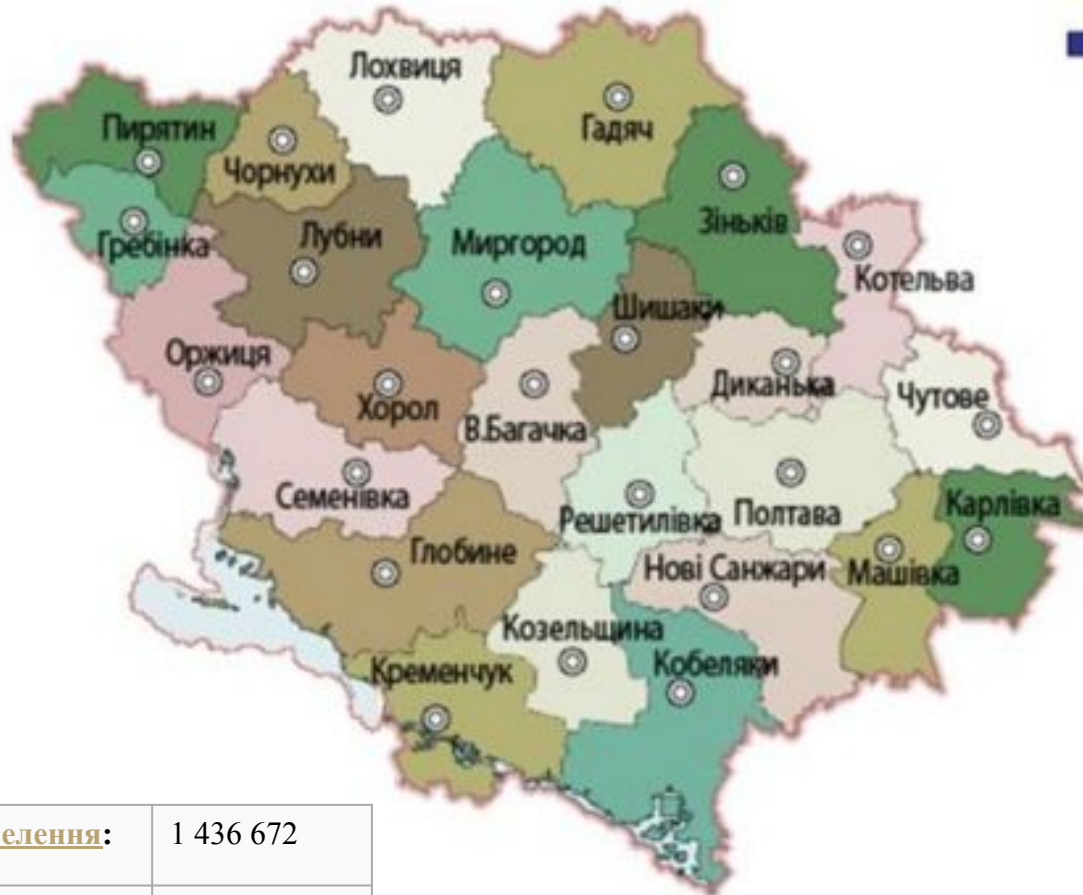 Лохвиця
Гадяч
Пирятин
Чорнухи
Зіньків
Гребінка
Лубни
Миргород
Котельва
Шишаки
Оржиця
Хорол
В.Багачка
Диканька
Чутове
Семенівка
Решетилівка
Полтава
Карлівка
Глобине
Нові Санжари
Машівка
Козельщина
Кременчук
Кобеляки
елення: 1 436 672